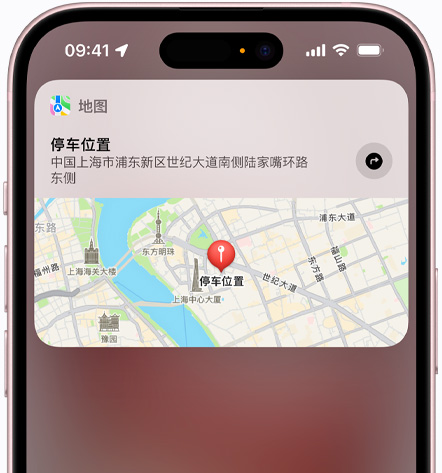 09:41
地图
停车位置
中国上海市浦东新区世纪大道南侧陆家嘴环路
东侧
浦东大道
东路
东方明珠
福山路
东方路
福州路
上海海关大楼
停车位置
世纪大道
上海中心大厦
豫园